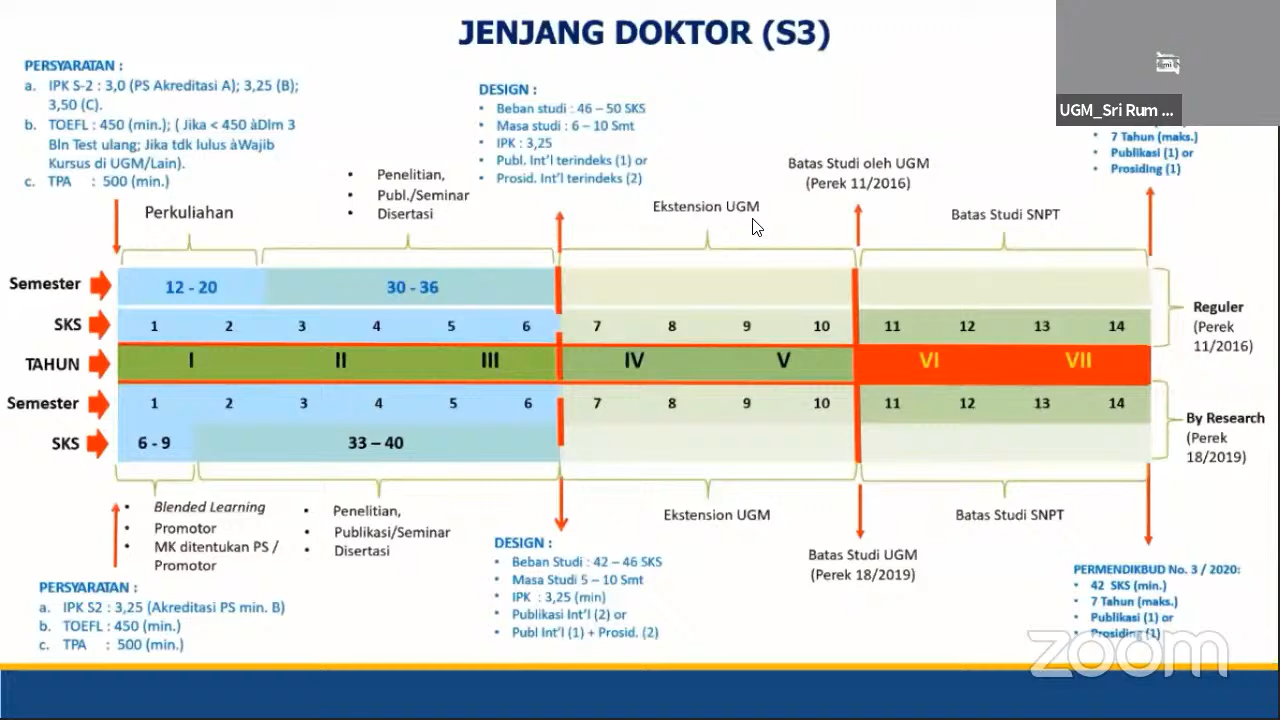 JENJANG DOKTOR (S3)
UGM_Sri Rum ...
PERSYARATAN :
a. IPK S-2 : 3,0 (PS Akreditasi A); 3,25 (B);
3,50 (C).
b. TOEFL : 450 (min.); ( Jika < 450 àDlm 3
Bln Test ulang; Jika tdk lulus àWajib
Kursus di UGM/Lain).
c. TPA : 500 (min.)
DESIGN :
• Beban studi : 46 – 50 SKS
• Masa studi : 6 – 10 Smt
• IPK : 3,25
• Publ. Int'l terindeks (1) or
• Prosid. Int'l terindeks (2)
• 7 Tahun (maks.)
• Publikasi (1) or
• Prosiding (1)
Perkuliahan
• Penelitian,
• Publ./Seminar
• Disertasi
Ekstension UGM
Batas Studi oleh UGM
(Perek 11/2016)
Batas Studi SNPT
Semester 12 - 20 30 - 36
SKS 1 2 3 4 5 6 7 8 9 10 11 12 13 14
TAHUN I II III IV V VI VII
Semester 1 2 3 4 5 6 7 8 9 10 11 12 13 14
SKS 6 - 9 33 – 40
Reguler
(Perek
11/2016)
By Research
(Perek
18/2019)
• Blended Learning
• Promotor
• MK ditentukan PS /
Promotor
• Penelitian,
• Publikasi/Seminar
• Disertasi
Ekstension UGM
Batas Studi SNPT
PERSYARATAN :
a. IPK S2 : 3,25 (Akreditasi PS min. B)
b. TOEFL : 450 (min.)
c. TPA : 500 (min.)
DESIGN :
• Beban Studi : 42 – 46 SKS
• Masa Studi 5 – 10 Smt
• IPK : 3,25 (min)
• Publikasi Int'l (2) or
• Publ Int'l (1) + Prosid. (2)
Batas Studi UGM
(Perek 18/2019)
PERMENDIKBUD No. 3 / 2020:
• 42 SKS (min.)
• 7 Tahun (maks.)
• Publikasi (1) or
• Prosiding (1)
zoom